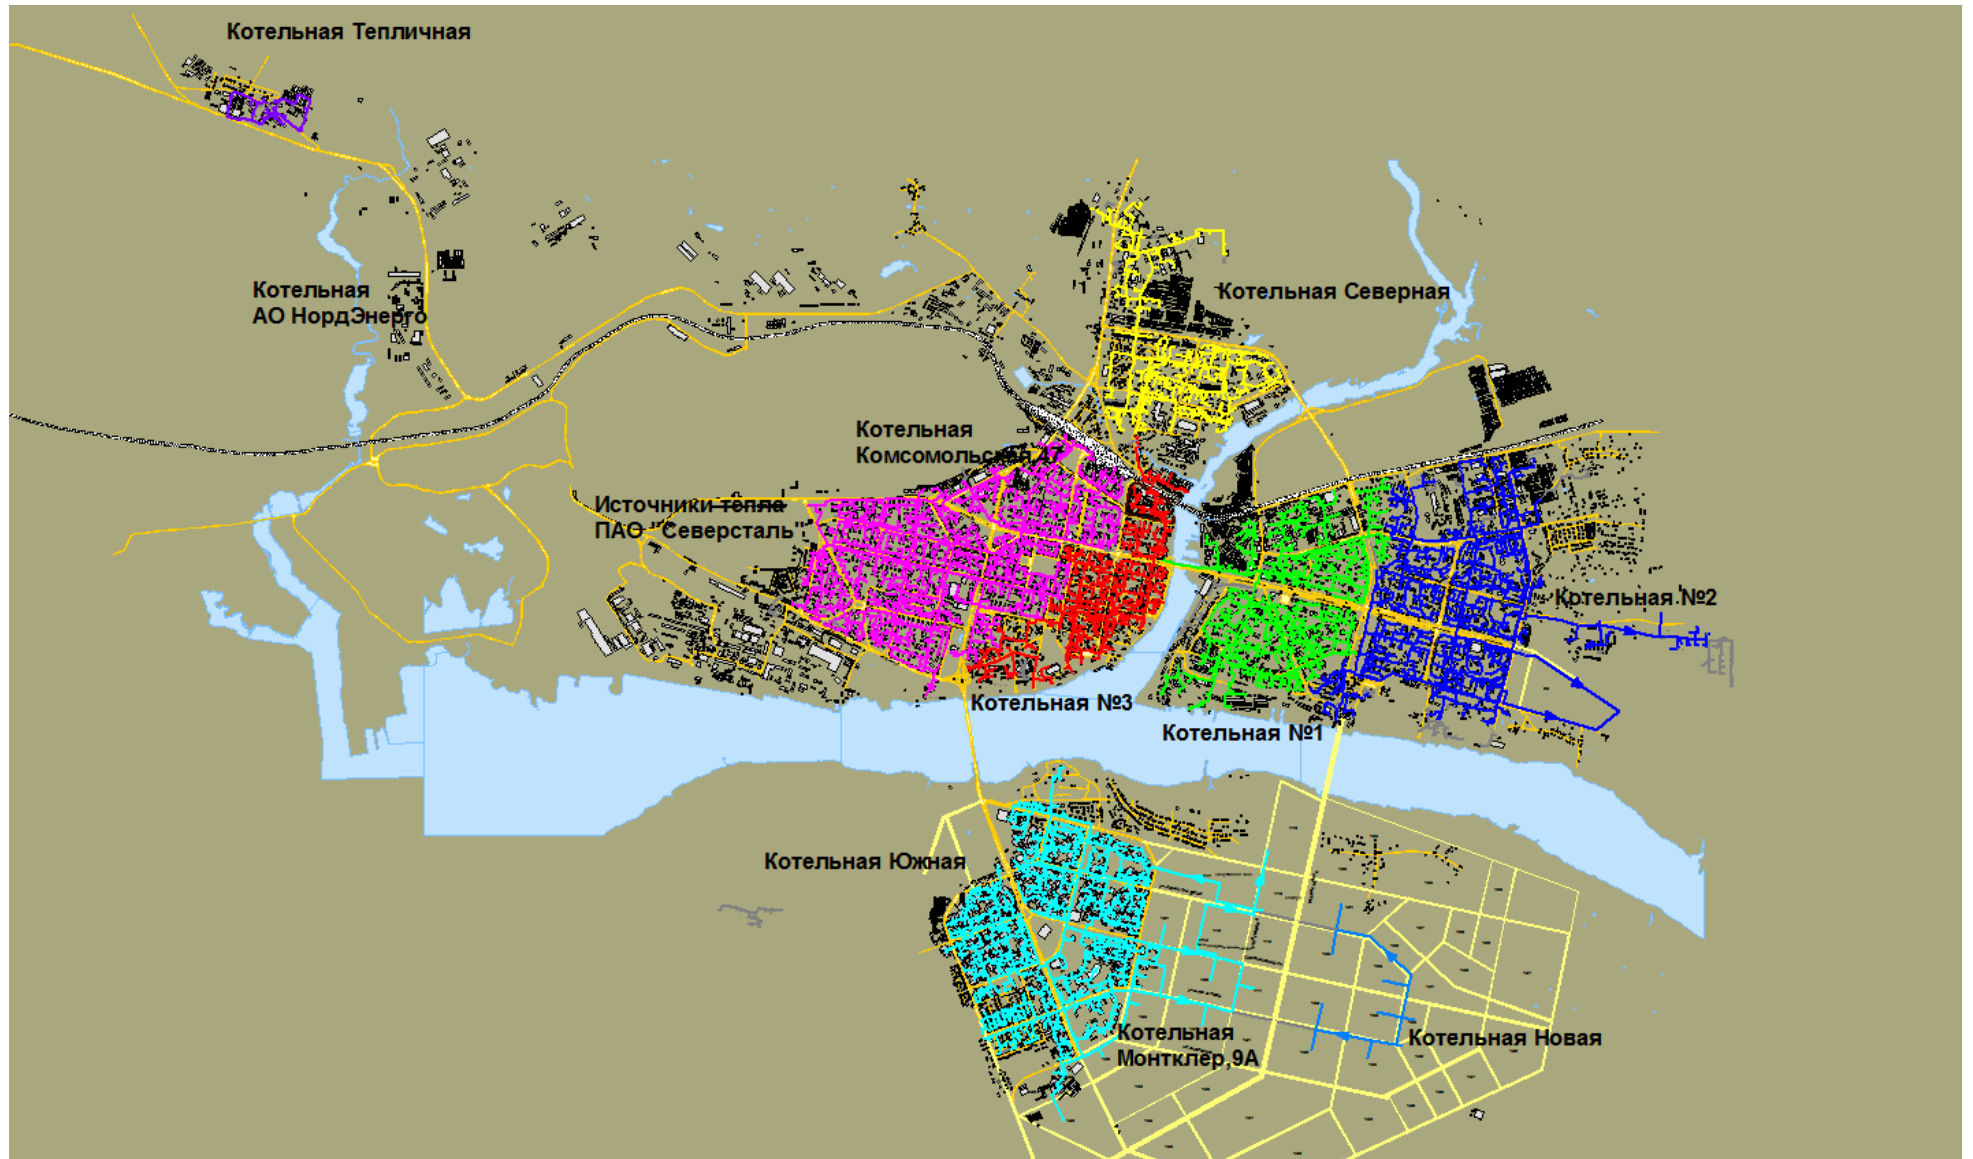 Котельная Тепличная
Котельная
АО НордЭнерго
Котельная Северная
Котельная
Комсомольская,47
Источники тепла
ПАО "Северсталь"
Котельная №2
Котельная №3
Котельная №1
Котельная Южная
Котельная
Монтклер,9А
Котельная Новая